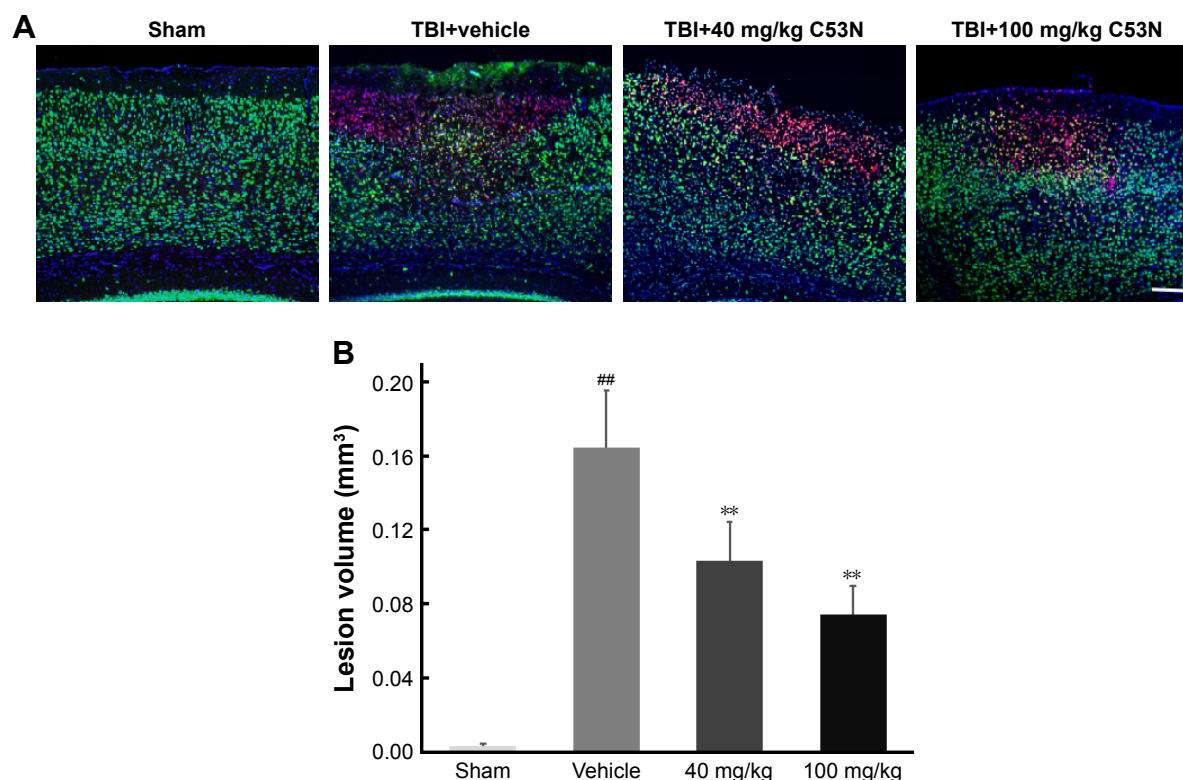 A
Sham
TBI+vehicle
TBI+40 mg/kg C53N
TBI+100 mg/kg C53N
B
Lesion volume (mm³)
0.20
0.16
0.12
0.08
0.04
0.00
##
**
**
Sham
Vehicle
40 mg/kg
100 mg/kg